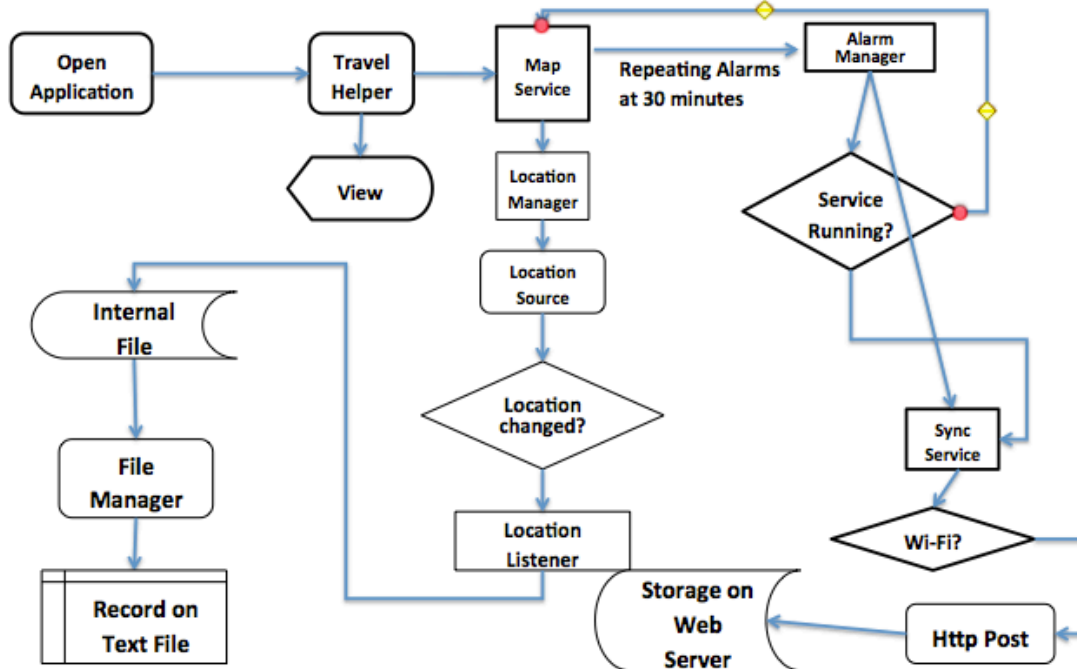 Open
Application
Travel
Helper
Map
Service
Repeating Alarms
at 30 minutes
Alarm
Manager
View
Location
Manager
Service
Running?
Location
Source
Internal
File
Location
changed?
Sync
Service
File
Manager
Location
Listener
Wi-Fi?
Record on
Text File
Storage on
Web
Server
Http Post